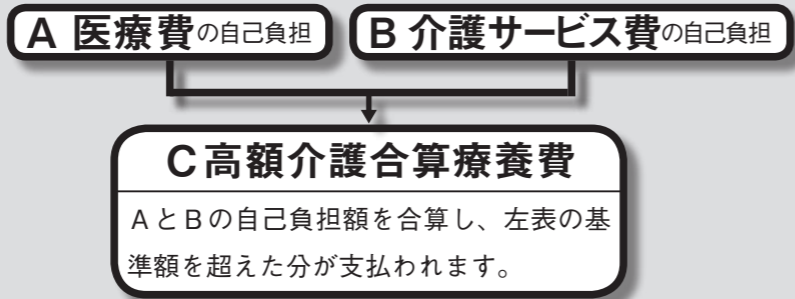 A 医療費の自己負担
B 介護サービス費の自己負担
C高額介護合算療養費
AとBの自己負担額を合算し、左表の基
準額を超えた分が支払われます。